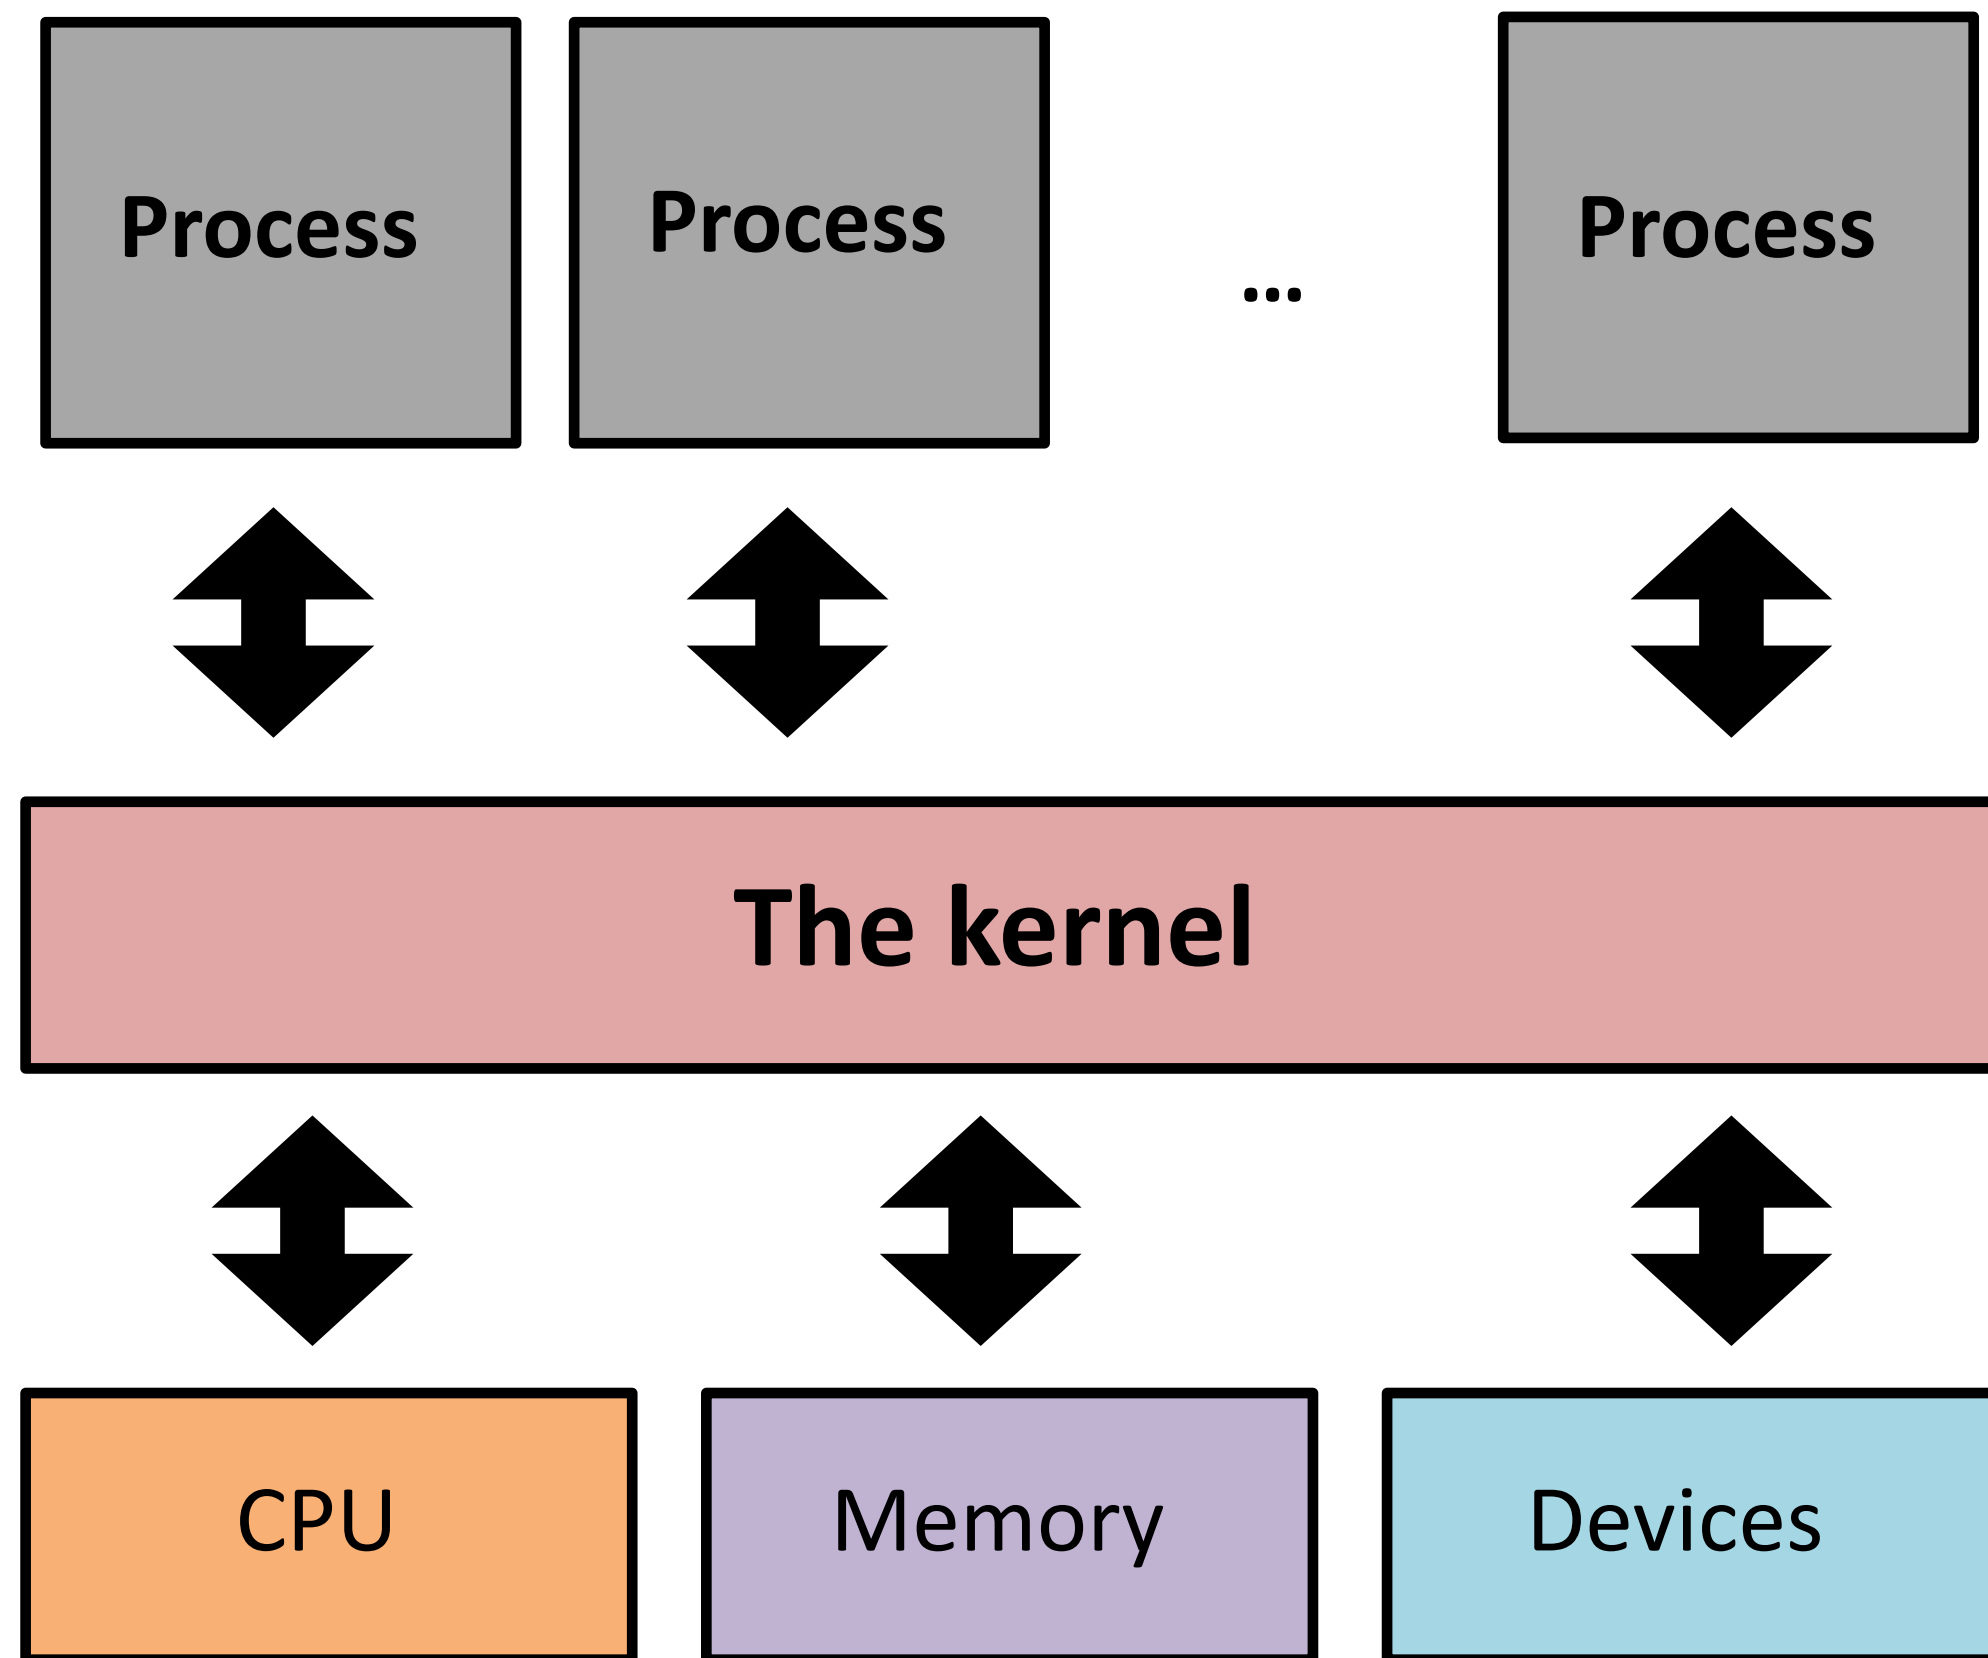 Process
Process
...
Process
The kernel
CPU
Memory
Devices